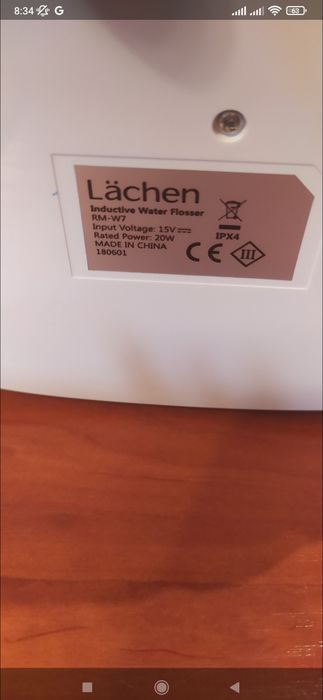 8:34
G
63
Lächen
Inductive Water Flosser
RM-W7
Input Voltage: 15V
Rated Power: 20W
MADE IN CHINA
180601
IPX4
CE
III